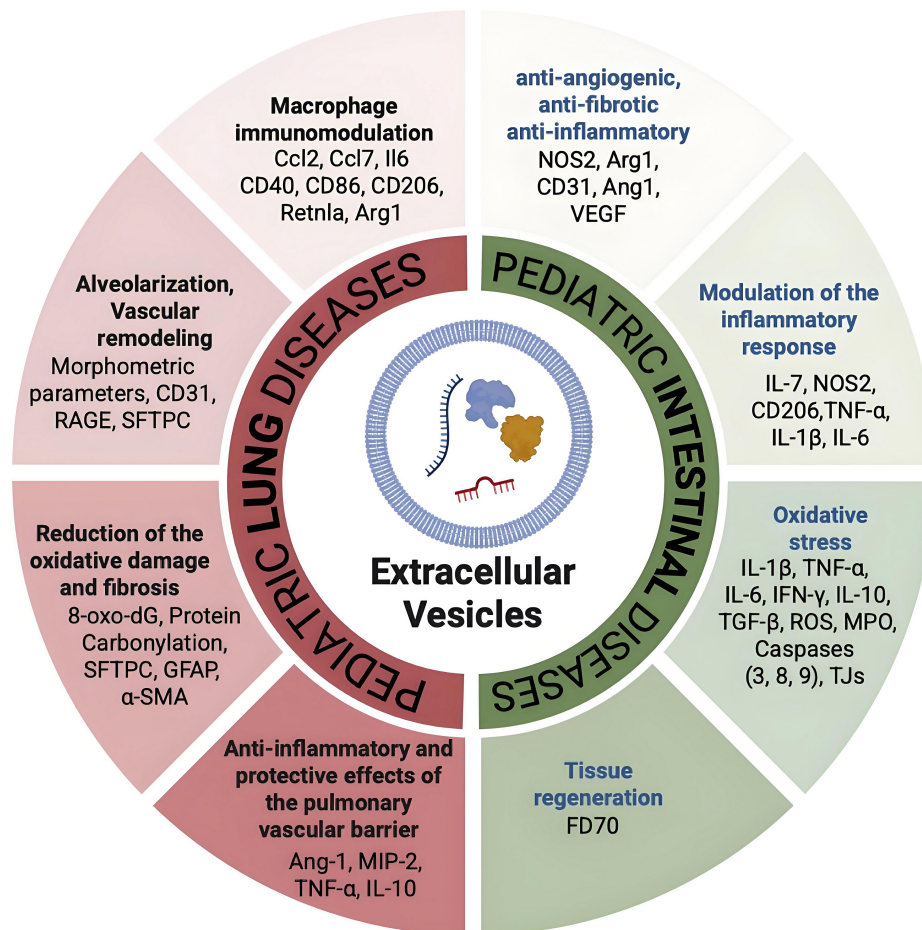 Macrophage
immunomodulation
Ccl2, Ccl7, Il6
CD40, CD86, CD206,
Retnla, Arg1
anti-angiogenic,
anti-fibrotic
anti-inflammatory
NOS2, Arg1,
CD31, Ang1,
VEGF
Alveolarization,
Vascular
remodeling
Morphometric
parameters, CD31,
RAGE, SFTPC
Modulation of the
inflammatory
response
IL-7, NOS2,
CD206,TNF-α,
IL-1β, IL-6
PEDIATRIC LUNG DISEASES
PEDIATRIC INTESTINAL DISEASES
Extracellular
Vesicles
Reduction of the
oxidative damage
and fibrosis
8-oxo-dG, Protein
Carbonylation,
SFTPC, GFAP,
α-SMA
Oxidative
stress
IL-1β, TNF-α,
IL-6, IFN-γ, IL-10,
TGF-β, ROS, MPO,
Caspases
(3, 8, 9), TJs
Anti-inflammatory and
protective effects of
the pulmonary
vascular barrier
Ang-1, MIP-2,
TNF-α, IL-10
Tissue
regeneration
FD70